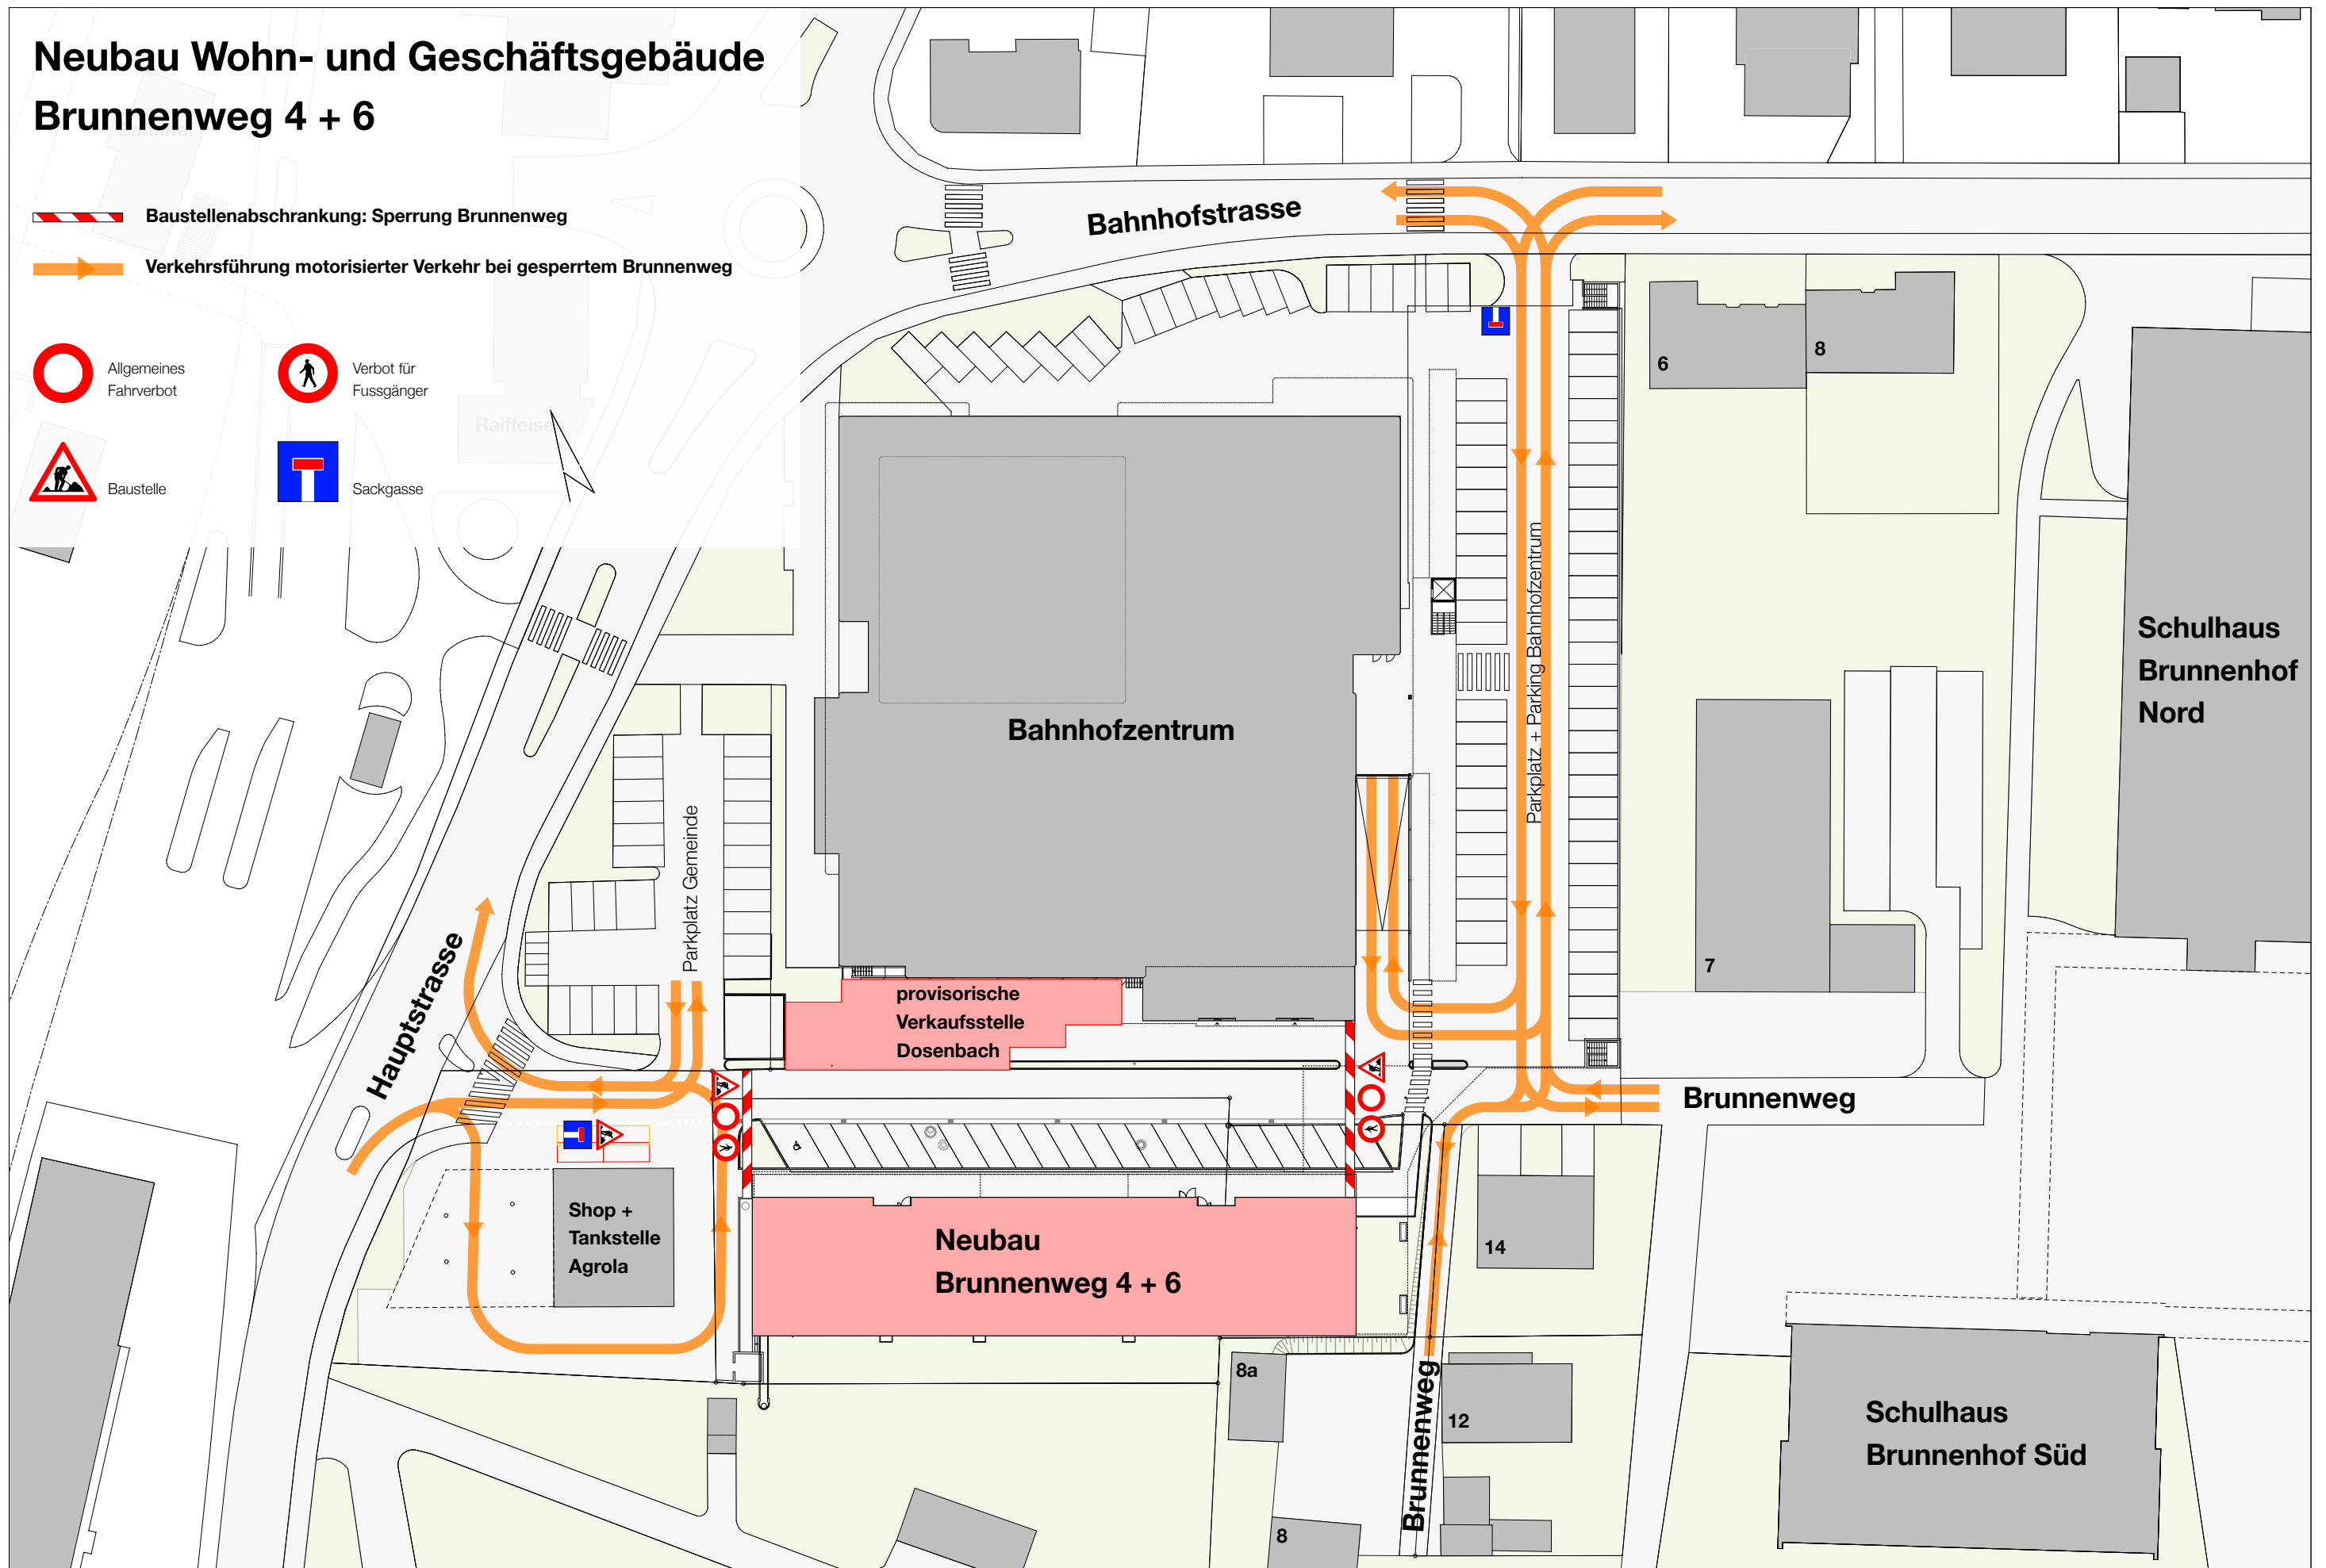 Neubau Wohn- und Geschäftsgebäude
Brunnenweg 4 + 6
Baustellenabschrankung: Sperrung Brunnenweg
Verkehrsführung motorisierter Verkehr bei gesperrtem Brunnenweg
Allgemeines
Fahrverbot
Verbot für
Fussgänger
Baustelle
Sackgasse
Raiffeisen
Bahnhofstrasse
6
8
Schulhaus
Brunnenhof
Nord
Bahnhofzentrum
Parkplatz + Parking Bahnhofzentrum
Parkplatz Gemeinde
Hauptstrasse
7
provisorische
Verkaufsstelle
Dosenbach
Brunnenweg
Shop +
Tankstelle
Agrola
Neubau
Brunnenweg 4 + 6
14
8a
12
Brunnenweg
8
Schulhaus
Brunnenhof Süd